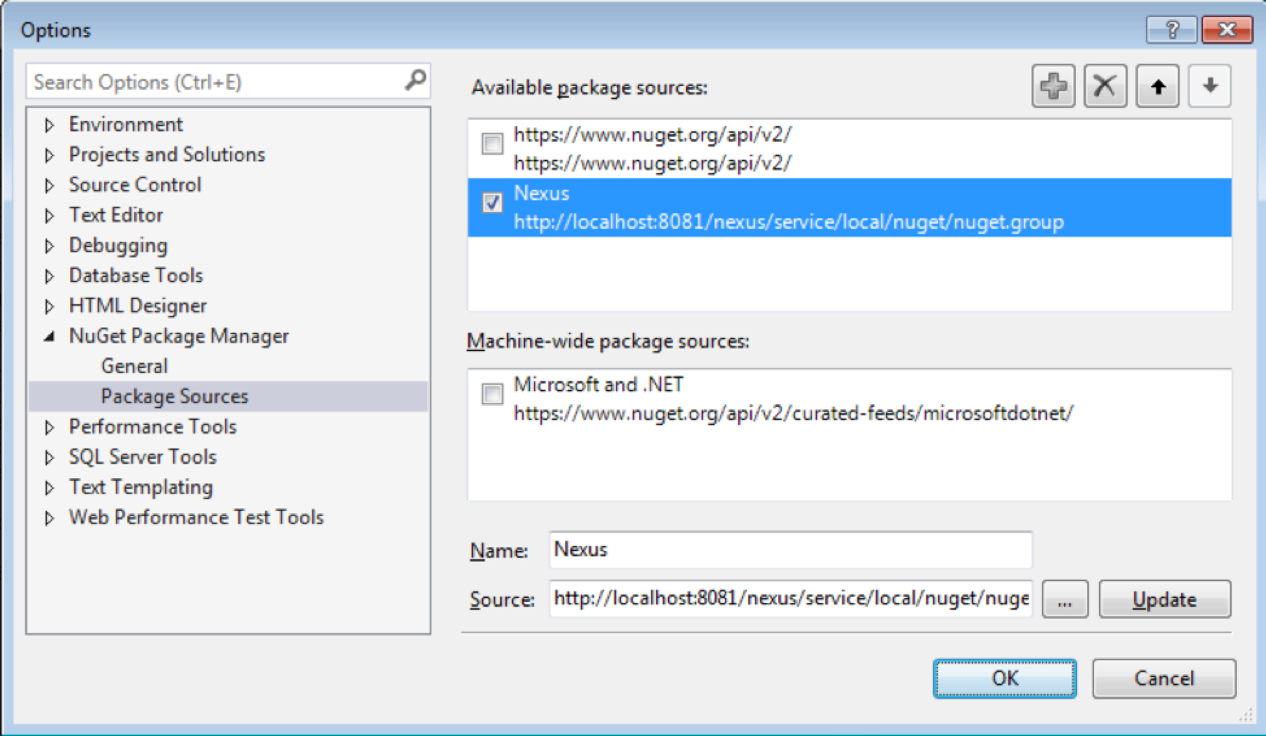 Options
Search Options (Ctrl+E)
Environment
Projects and Solutions
Source Control
Text Editor
Debugging
Database Tools
HTML Designer
NuGet Package Manager
General
Package Sources
Performance Tools
SQL Server Tools
Text Templating
Web Performance Test Tools
Available package sources:
https://www.nuget.org/api/v2/
https://www.nuget.org/api/v2/
Nexus
http://localhost:8081/nexus/service/local/nuget/nuget.group
Machine-wide package sources:
Microsoft and .NET
https://www.nuget.org/api/v2/curated-feeds/microsoftdotnet/
Name: Nexus
Source: http://localhost:8081/nexus/service/local/nuget/nuge ... Update
OK Cancel